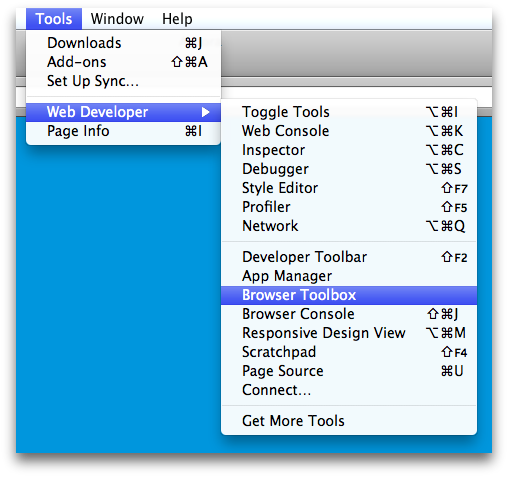 Tools Window Help
Downloads ⌘J
Add-ons ⇧⌘A
Set Up Sync...
Web Developer ▶
Page Info ⌘I
Toggle Tools ⌥⌘I
Web Console ⌥⌘K
Inspector ⌥⌘C
Debugger ⌥⌘S
Style Editor ⇧F7
Profiler ⇧F5
Network ⌥⌘Q
Developer Toolbar ⇧F2
App Manager
Browser Toolbox
Browser Console ⇧⌘J
Responsive Design View ⌥⌘M
Scratchpad ⇧F4
Page Source ⌘U
Connect...
Get More Tools